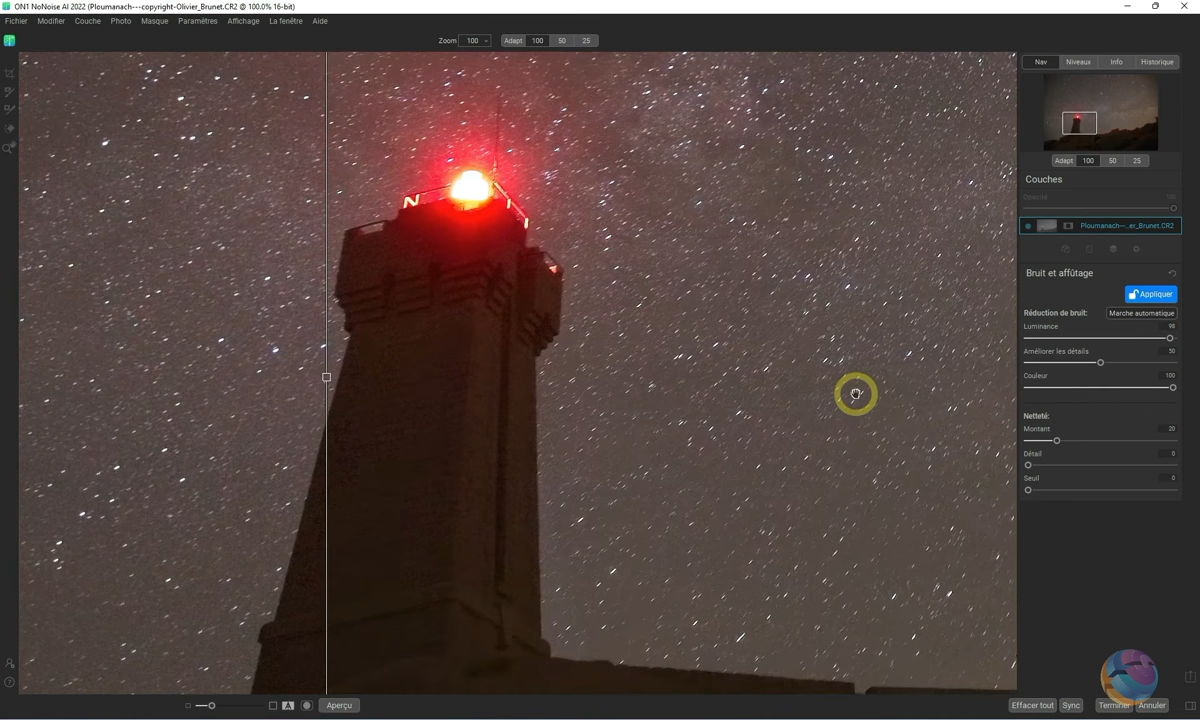 ON1 NoNoise AI 2022 (Ploumanach---copyright-Olivier_Brunet.CR2 @ 100.0% 16-bit)
Fichier Modifier Couche Photo Masque Paramètres Affichage La fenêtre Aide
Zoom 100 Adapt 100 50 25
Nav Niveaux Info Historique
N
Adapt 100 50 25
Couches
Opacité 100
Ploumanach---...er_Brunet.CR2
Bruit et affûtage
Appliquer
Réduction de bruit: Marche automatique
Luminance 98
Améliorer les détails 50
Couleur 100
Netteté:
Montant 20
Détail 0
Seuil 0
A Aperçu Effacer tout Sync Terminer Annuler